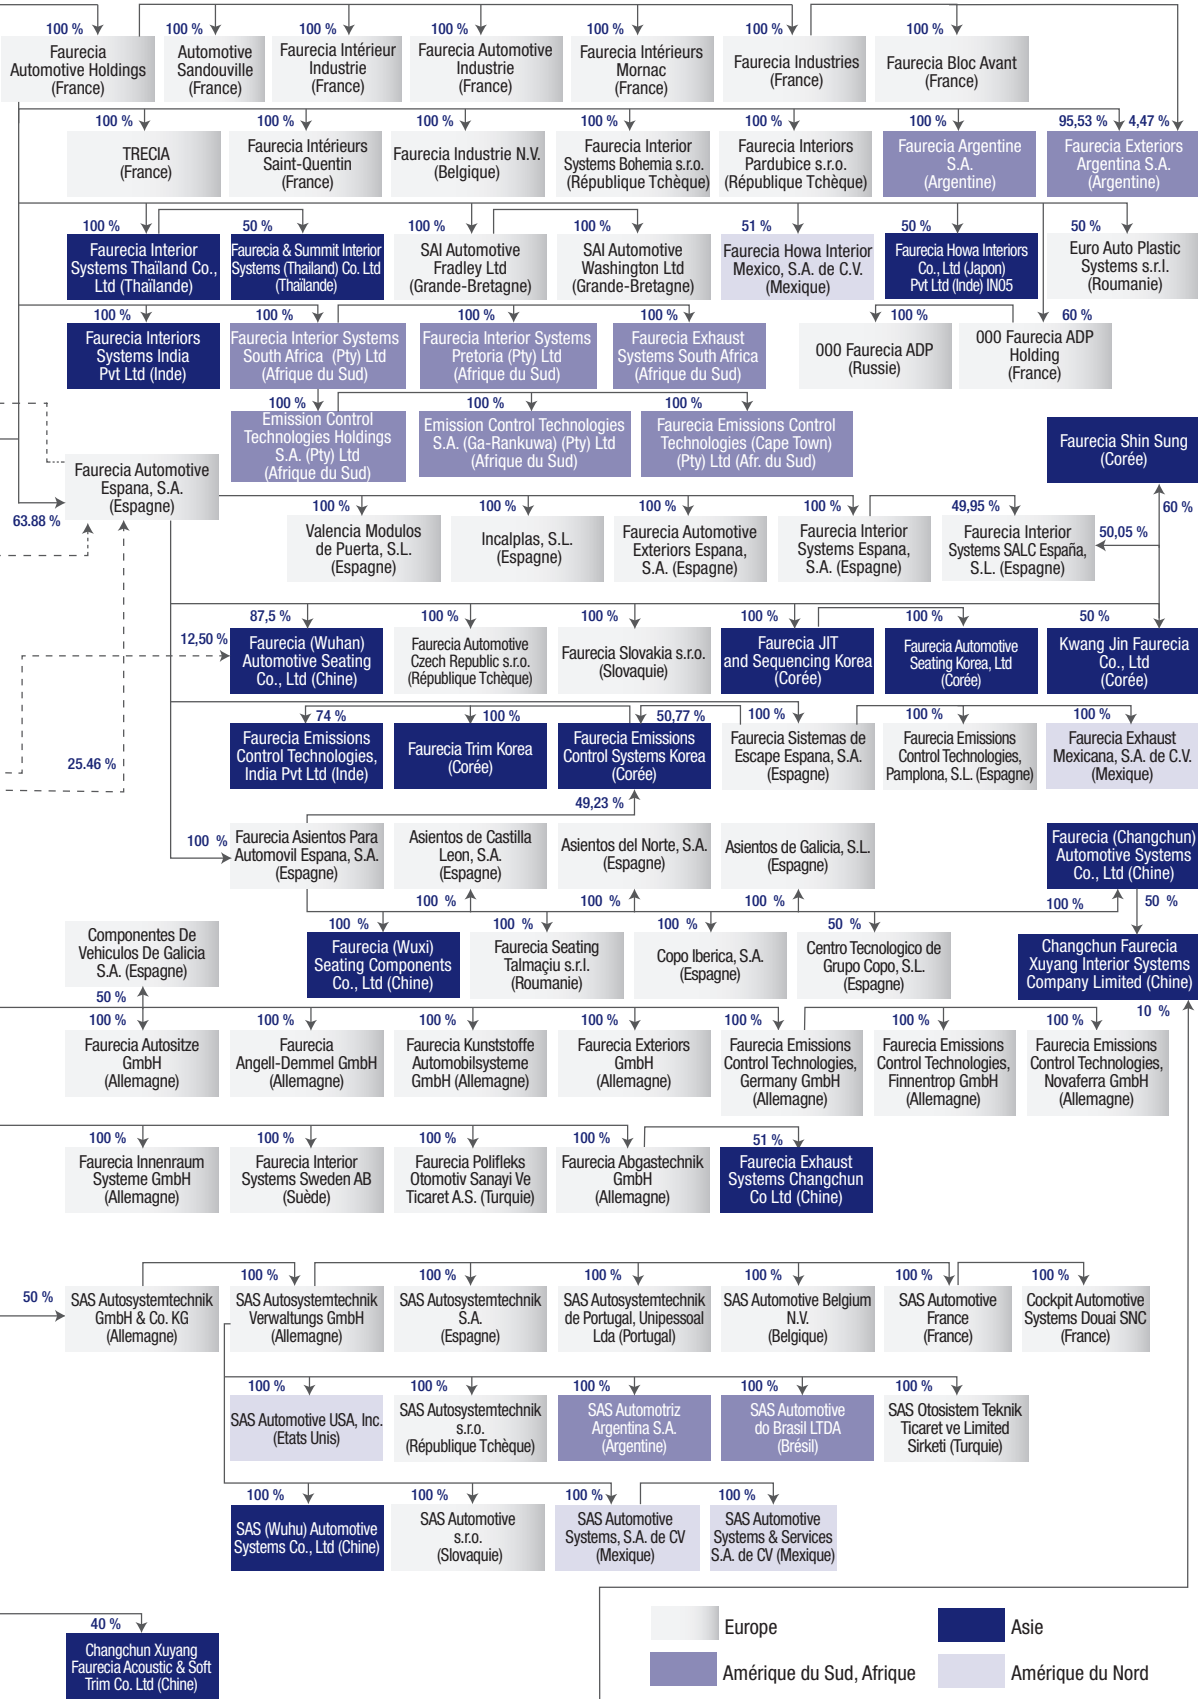 100 %
100 %
100 %
100 %
100 %
100 %
100 %
Faurecia
Automotive Holdings
(France)
Automotive
Sandouville
(France)
Faurecia Intérieur
Industrie
(France)
Faurecia Automotive
Industrie
(France)
Faurecia Intérieurs
Mornac
(France)
Faurecia Industries
(France)
Faurecia Bloc Avant
(France)
100 %
100 %
100 %
100 %
100 %
100 %
95,53 %
4,47 %
TRECIA
(France)
Faurecia Intérieurs
Saint-Quentin
(France)
Faurecia Industrie N.V.
(Belgique)
Faurecia Interior
Systems Bohemia s.r.o.
(République Tchèque)
Faurecia Interiors
Pardubice s.r.o.
(République Tchèque)
Faurecia Argentine
S.A.
(Argentine)
Faurecia Exteriors
Argentina S.A.
(Argentine)
100 %
50 %
100 %
100 %
51 %
50 %
50 %
Faurecia Interior
Systems Thaïland Co.,
Ltd (Thaïlande)
Faurecia & Summit Interior
Systems (Thailand) Co. Ltd
(Thaïlande)
SAI Automotive
Fradley Ltd
(Grande-Bretagne)
SAI Automotive
Washington Ltd
(Grande-Bretagne)
Faurecia Howa Interior
Mexico, S.A. de C.V.
(Mexique)
Faurecia Howa Interiors
Co., Ltd (Japon)
Pvt Ltd (Inde) IN05
Euro Auto Plastic
Systems s.r.l.
(Roumanie)
100 %
100 %
100 %
100 %
100 %
60 %
Faurecia Interiors
Systems India
Pvt Ltd (Inde)
Faurecia Interior Systems
South Africa (Pty) Ltd
(Afrique du Sud)
Faurecia Interior Systems
Pretoria (Pty) Ltd
(Afrique du Sud)
Faurecia Exhaust
Systems South Africa
(Afrique du Sud)
000 Faurecia ADP
(Russie)
000 Faurecia ADP
Holding
(France)
100 %
100 %
100 %
Emission Control
Technologies Holdings
S.A. (Pty) Ltd
(Afrique du Sud)
Emission Control Technologies
S.A. (Ga-Rankuwa) (Pty) Ltd
(Afrique du Sud)
Faurecia Emissions Control
Technologies (Cape Town)
(Pty) Ltd (Afr. du Sud)
Faurecia Shin Sung
(Corée)
Faurecia Automotive
Espana, S.A.
(Espagne)
63.88 %
100 %
100 %
100 %
100 %
49,95 %
60 %
Valencia Modulos
de Puerta, S.L.
(Espagne)
Incalplas, S.L.
(Espagne)
Faurecia Automotive
Exteriors Espana,
S.A. (Espagne)
Faurecia Interior
Systems Espana,
S.A. (Espagne)
Faurecia Interior
Systems SALC España,
S.L. (Espagne)
50,05 %
87,5 %
100 %
100 %
100 %
100 %
50 %
12,50 %
Faurecia (Wuhan)
Automotive Seating
Co., Ltd (Chine)
Faurecia Automotive
Czech Republic s.r.o.
(République Tchèque)
Faurecia Slovakia s.r.o.
(Slovaquie)
Faurecia JIT
and Sequencing Korea
(Corée)
Faurecia Automotive
Seating Korea, Ltd
(Corée)
Kwang Jin Faurecia
Co., Ltd
(Corée)
74 %
100 %
50,77 %
100 %
100 %
100 %
25.46 %
Faurecia Emissions
Control Technologies,
India Pvt Ltd (Inde)
Faurecia Trim Korea
(Corée)
Faurecia Emissions
Control Systems Korea
(Corée)
Faurecia Sistemas de
Escape Espana, S.A.
(Espagne)
Faurecia Emissions
Control Technologies,
Pamplona, S.L. (Espagne)
Faurecia Exhaust
Mexicana, S.A. de C.V.
(Mexique)
49,23 %
100 %
Faurecia Asientos Para
Automovil Espana, S.A.
(Espagne)
Asientos de Castilla
Leon, S.A.
(Espagne)
Asientos del Norte, S.A.
(Espagne)
Asientos de Galicia, S.L.
(Espagne)
Faurecia (Changchun)
Automotive Systems
Co., Ltd (Chine)
100 %
100 %
100 %
100 %
50 %
100 %
100 %
100 %
50 %
Componentes De
Vehiculos De Galicia
S.A. (Espagne)
Faurecia (Wuxi)
Seating Components
Co., Ltd (Chine)
Faurecia Seating
Talmaçiu s.r.l.
(Roumanie)
Copo Iberica, S.A.
(Espagne)
Centro Tecnologico de
Grupo Copo, S.L.
(Espagne)
Changchun Faurecia
Xuyang Interior Systems
Company Limited (Chine)
50 %
10 %
100 %
100 %
100 %
100 %
100 %
100 %
100 %
Faurecia Autositze
GmbH
(Allemagne)
Faurecia
Angell-Demmel GmbH
(Allemagne)
Faurecia Kunststoffe
Automobilsysteme
GmbH (Allemagne)
Faurecia Exteriors
GmbH
(Allemagne)
Faurecia Emissions
Control Technologies,
Germany GmbH
(Allemagne)
Faurecia Emissions
Control Technologies,
Finnentrop GmbH
(Allemagne)
Faurecia Emissions
Control Technologies,
Novaferra GmbH
(Allemagne)
100 %
100 %
100 %
100 %
51 %
Faurecia Innenraum
Systeme GmbH
(Allemagne)
Faurecia Interior
Systems Sweden AB
(Suède)
Faurecia Polifleks
Otomotiv Sanayi Ve
Ticaret A.S. (Turquie)
Faurecia Abgastechnik
GmbH
(Allemagne)
Faurecia Exhaust
Systems Changchun
Co Ltd (Chine)
50 %
100 %
100 %
100 %
100 %
100 %
100 %
SAS Autosystemtechnik
GmbH & Co. KG
(Allemagne)
SAS Autosystemtechnik
Verwaltungs GmbH
(Allemagne)
SAS Autosystemtechnik
S.A.
(Espagne)
SAS Autosystemtechnik
de Portugal, Unipessoal
Lda (Portugal)
SAS Automotive Belgium
N.V.
(Belgique)
SAS Automotive
France
(France)
Cockpit Automotive
Systems Douai SNC
(France)
100 %
100 %
100 %
100 %
100 %
SAS Automotive USA, Inc.
(Etats Unis)
SAS Autosystemtechnik
s.r.o.
(République Tchèque)
SAS Automotriz
Argentina S.A.
(Argentine)
SAS Automotive
do Brasil LTDA
(Brésil)
SAS Otosistem Teknik
Ticaret ve Limited
Sirketi (Turquie)
100 %
100 %
100 %
100 %
SAS (Wuhu) Automotive
Systems Co., Ltd (Chine)
SAS Automotive
s.r.o.
(Slovaquie)
SAS Automotive
Systems, S.A. de CV
(Mexique)
SAS Automotive
Systems & Services
S.A. de CV (Mexique)
40 %
Changchun Xuyang
Faurecia Acoustic & Soft
Trim Co. Ltd (Chine)
Europe
Asie
Amérique du Sud, Afrique
Amérique du Nord